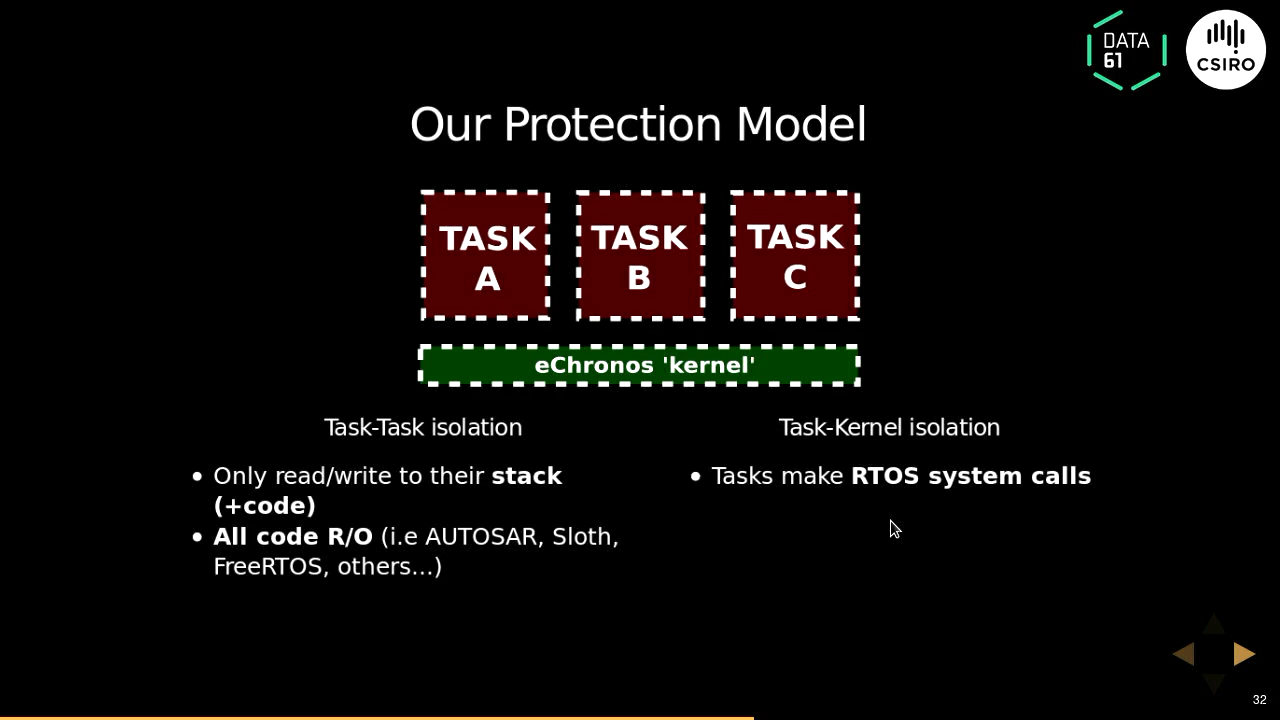 DATA
61
CSIRO
Our Protection Model
TASK
A
TASK
B
TASK
C
eChronos 'kernel'
Task-Task isolation
Only read/write to their stack
(+code)
All code R/O (i.e AUTOSAR, Sloth,
FreeRTOS, others...)
Task-Kernel isolation
Tasks make RTOS system calls
32